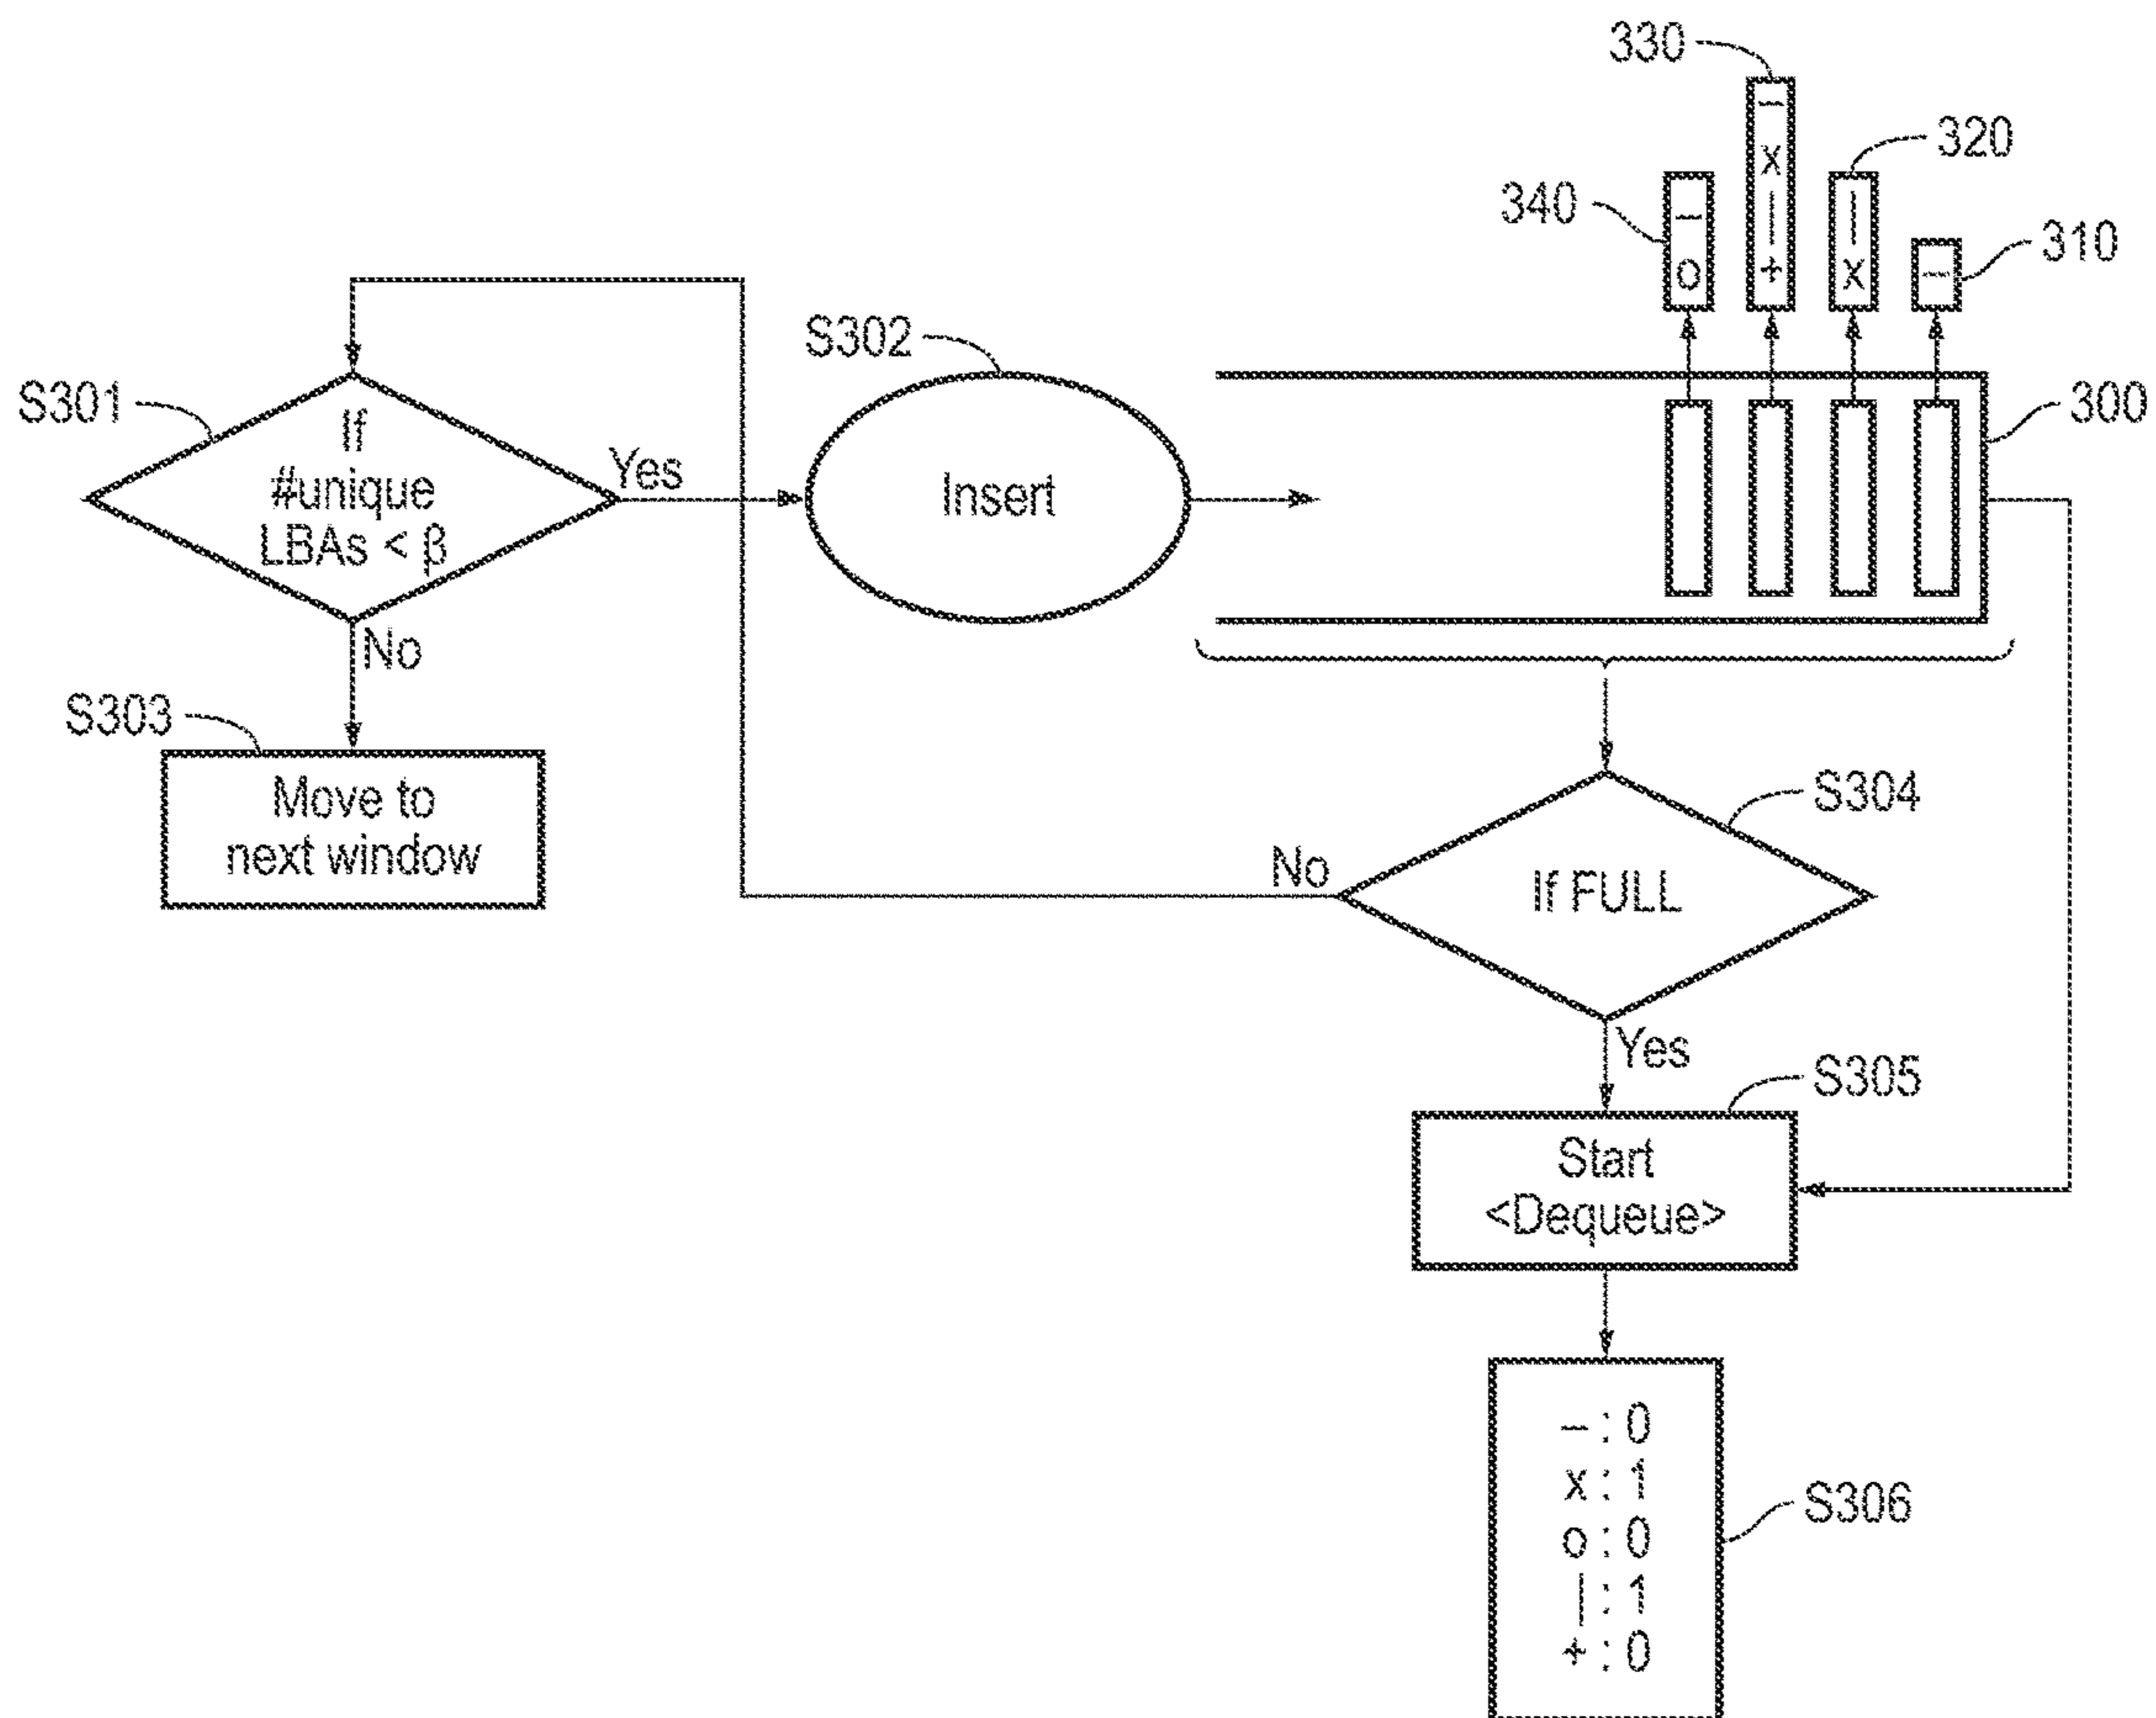 330
–
x
|
+
320
|
x
340
–
o
310
–
S302
S301
If
#unique
LBAs < β
Yes
Insert
300
No
S303
Move to
next window
S304
No
If FULL
Yes
S305
Start
<Dequeue>
– : 0
x : 1
o : 0
| : 1
+ : 0
S306